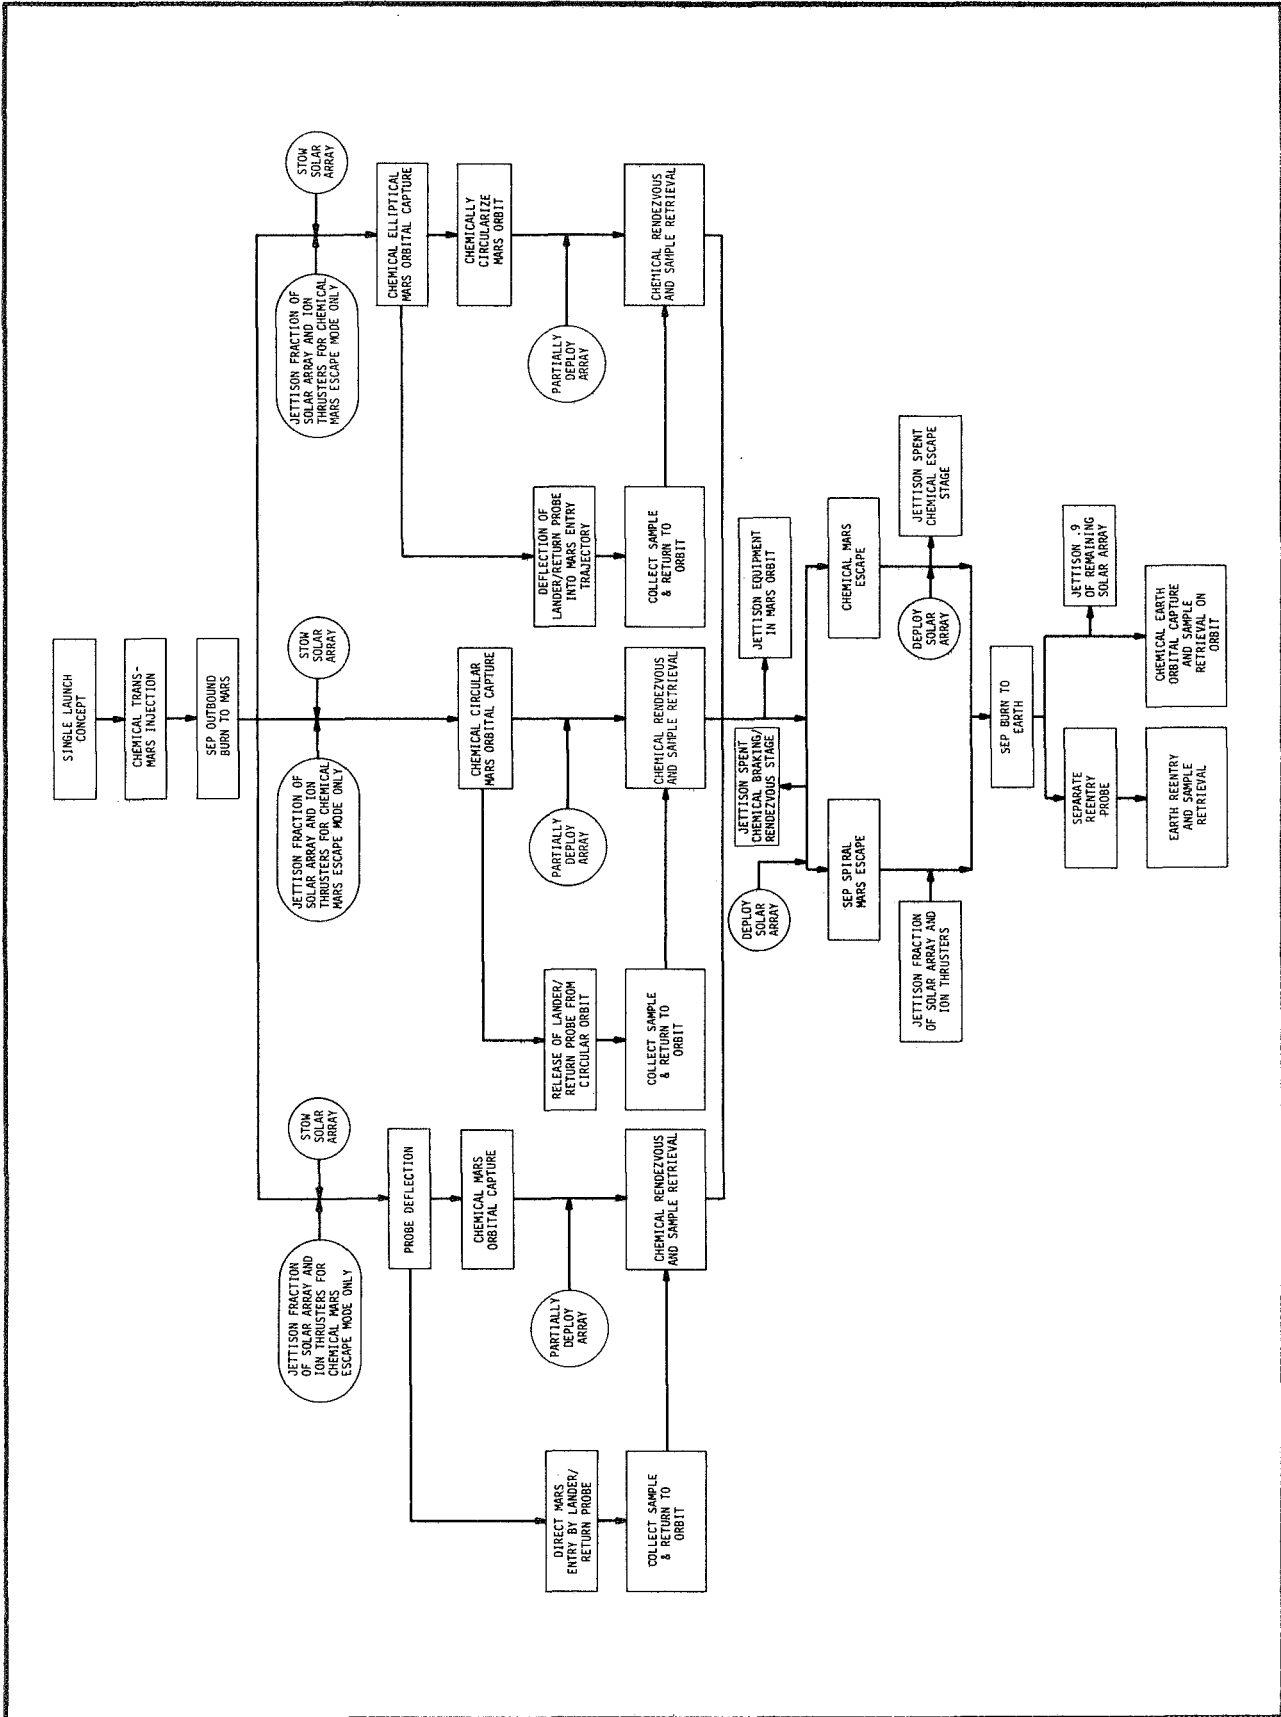 SINGLE LAUNCH
CONCEPT
CHEMICAL TRANS-
MARS INJECTION
SEP OUTBOUND
BURN TO MARS
JETTISON FRACTION
OF SOLAR ARRAY AND
ION THRUSTERS FOR
CHEMICAL MARS
ESCAPE MODE ONLY
STOW
SOLAR
ARRAY
JETTISON FRACTION OF
SOLAR ARRAY AND ION
THRUSTERS FOR CHEMICAL
MARS ESCAPE MODE ONLY
STOW
SOLAR
ARRAY
JETTISON FRACTION OF
SOLAR ARRAY AND ION
THRUSTERS FOR CHEMICAL
MARS ESCAPE MODE ONLY
STOW
SOLAR
ARRAY
PROBE DEFLECTION
CHEMICAL MARS
ORBITAL CAPTURE
CHEMICAL CIRCULAR
MARS ORBITAL CAPTURE
CHEMICAL ELLIPTICAL
MARS ORBITAL CAPTURE
CHEMICALLY
CIRCULARIZE
MARS ORBIT
DIRECT MARS
ENTRY BY LANDER/
RETURN PROBE
PARTIALLY
DEPLOY
ARRAY
RELEASE OF LANDER/
RETURN PROBE FROM
CIRCULAR ORBIT
PARTIALLY
DEPLOY
ARRAY
DEFLECTION OF
LANDER/RETURN PROBE
INTO MARS ENTRY
TRAJECTORY
PARTIALLY
DEPLOY
ARRAY
COLLECT SAMPLE
& RETURN TO
ORBIT
CHEMICAL RENDEZVOUS
AND SAMPLE RETRIEVAL
COLLECT SAMPLE
& RETURN TO
ORBIT
CHEMICAL RENDEZVOUS
AND SAMPLE RETRIEVAL
COLLECT SAMPLE
& RETURN TO
ORBIT
CHEMICAL RENDEZVOUS
AND SAMPLE RETRIEVAL
DEPLOY
SOLAR
ARRAY
JETTISON SPENT
CHEMICAL BRAKING/
RENDEZVOUS STAGE
JETTISON EQUIPMENT
IN MARS ORBIT
SEP SPIRAL
MARS ESCAPE
CHEMICAL MARS
ESCAPE
JETTISON FRACTION
OF SOLAR ARRAY AND
ION THRUSTERS
DEPLOY
SOLAR
ARRAY
JETTISON SPENT
CHEMICAL ESCAPE
STAGE
SEP BURN TO
EARTH
SEPARATE
REENTRY
PROBE
JETTISON .9
OF REMAINING
SOLAR ARRAY
EARTH REENTRY
AND SAMPLE
RETRIEVAL
CHEMICAL EARTH
ORBITAL CAPTURE
AND SAMPLE
RETRIEVAL ON
ORBIT